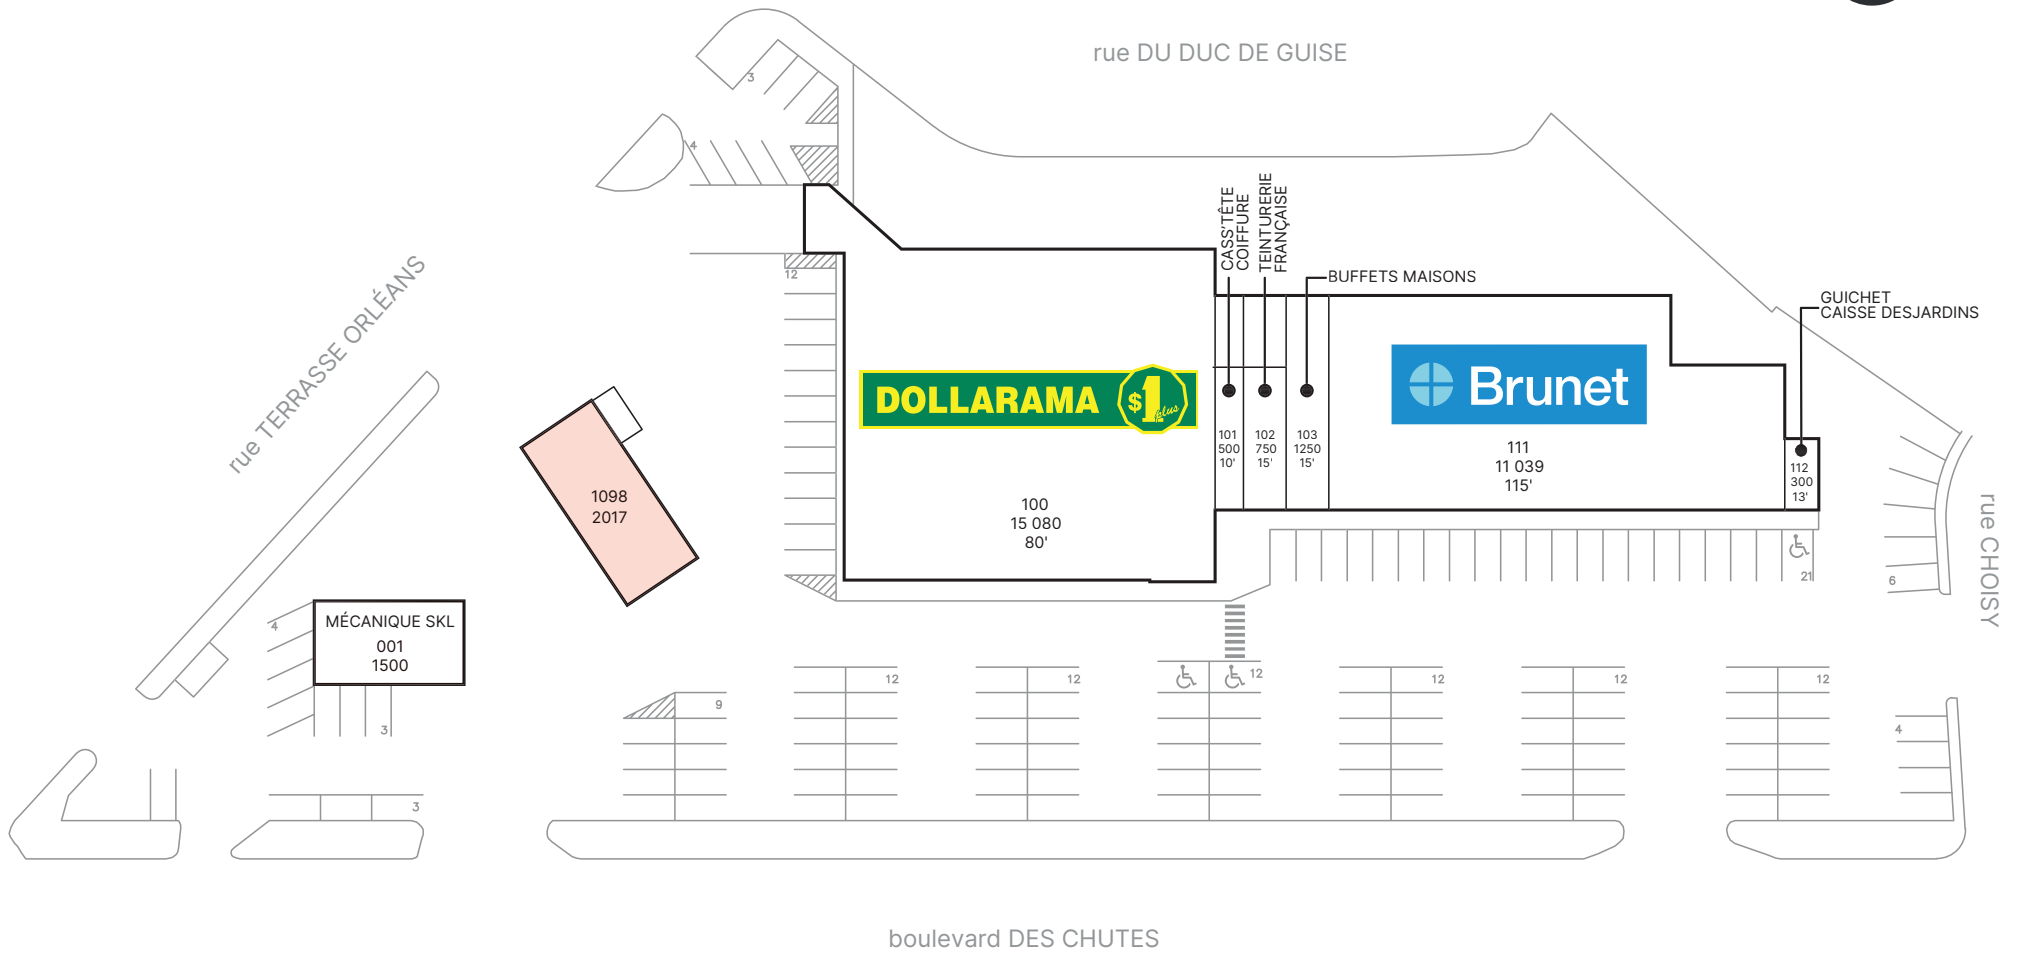 rue DU DUC DE GUISE
3
4
CASS'TÊTE
COIFFURE
TEINTURERIE
FRANÇAISE
BUFFETS MAISONS
GUICHET
CAISSE DESJARDINS
rue TERRASSE ORLÉANS
12
DOLLARAMA $1 plus
Brunet
101
500
10'
102
750
15'
103
1250
15'
111
11 039
115'
112
300
13'
1098
2017
100
15 080
80'
rue CHOISY
21
6
MÉCANIQUE SKL
001
1500
4
3
3
9
12
12
12
12
12
12
4
boulevard DES CHUTES